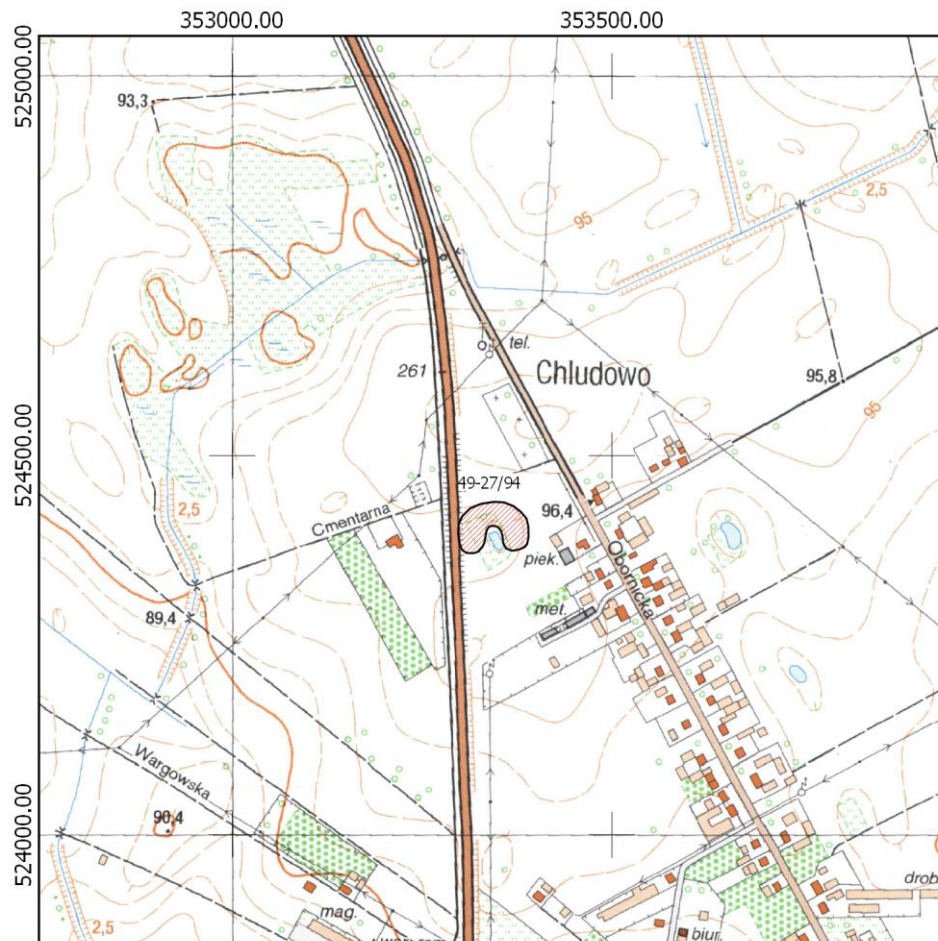 353000.00
353500.00
525000.00
93,3
2,5
95
tel.
261
Chludowo
95,8
95
524500.00
49-27/94
2,5
Cmentarna
96,4
piek.
Obornicka
met.
89,4
Wargowska
90,4
524000.00
drob
mag.
2,5
biur.